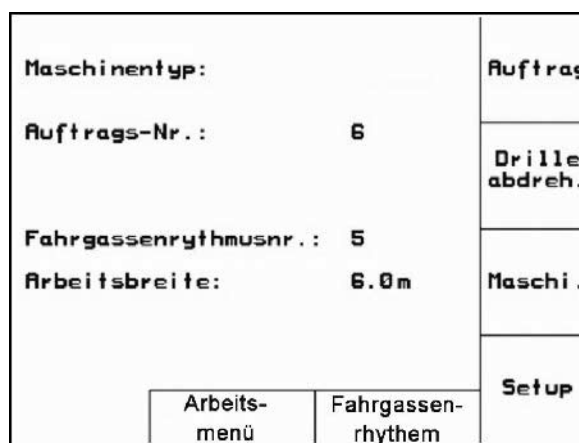 Maschinentyp:
Auftrag
Auftrags-Nr.: 6
Drille
abdreh.
Fahrgassenrythmusnr.: 5
Arbeitsbreite: 6.0m
Maschi.
Setup
Arbeits-
menü
Fahrgassen-
rhythem